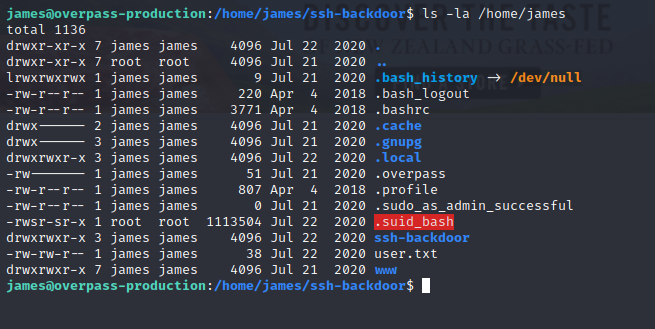 DISCOVER THE TASTE
james@overpass-production:/home/james/ssh-backdoor$ ls -la /home/james
total 1136
NEW ZEALAND GRASS-FED
drwxr-xr-x 7 james james    4096 Jul 22  2020 .
drwxr-xr-x 7 root  root     4096 Jul 21  2020 ..
lrwxrwxrwx 1 james james       9 Jul 21  2020 .bash_history -> /dev/null
-rw-r--r-- 1 james james     220 Apr  4  2018 .bash_logout
-rw-r--r-- 1 james james    3771 Apr  4  2018 .bashrc
drwx------ 2 james james    4096 Jul 21  2020 .cache
drwx------ 3 james james    4096 Jul 21  2020 .gnupg
drwxrwxr-x 3 james james    4096 Jul 22  2020 .local
-rw------- 1 james james      51 Jul 21  2020 .overpass
-rw-r--r-- 1 james james     807 Apr  4  2018 .profile
-rw-r--r-- 1 james james       0 Jul 21  2020 .sudo_as_admin_successful
-rwsr-sr-x 1 root  root  1113504 Jul 22  2020 .suid_bash
drwxrwxr-x 3 james james    4096 Jul 22  2020 ssh-backdoor
-rw-rw-r-- 1 james james      38 Jul 22  2020 user.txt
drwxrwxr-x 7 james james    4096 Jul 21  2020 www
james@overpass-production:/home/james/ssh-backdoor$